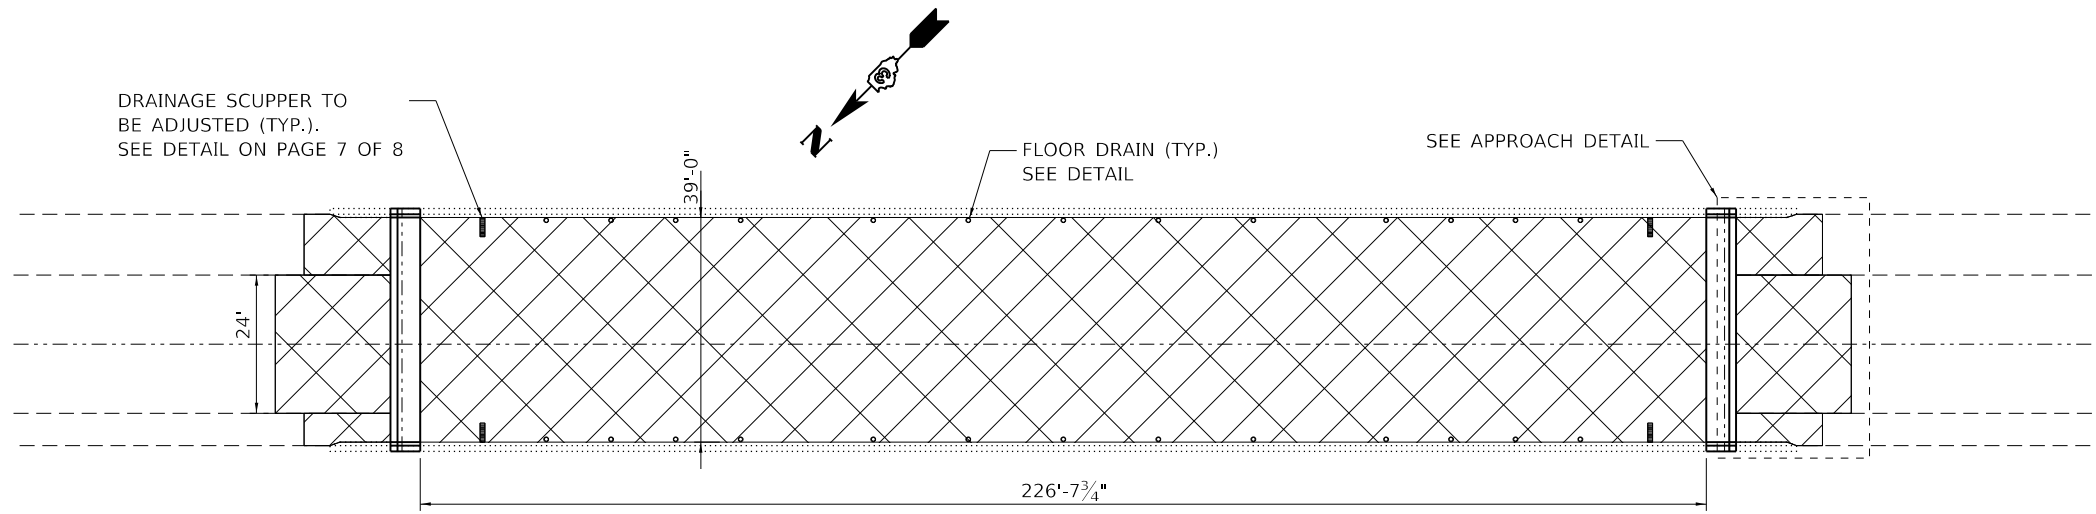 DRAINAGE SCUPPER TO
BE ADJUSTED (TYP.).
SEE DETAIL ON PAGE 7 OF 8
N
39'-0"
FLOOR DRAIN (TYP.)
SEE DETAIL
SEE APPROACH DETAIL
24'
226'-7¾"